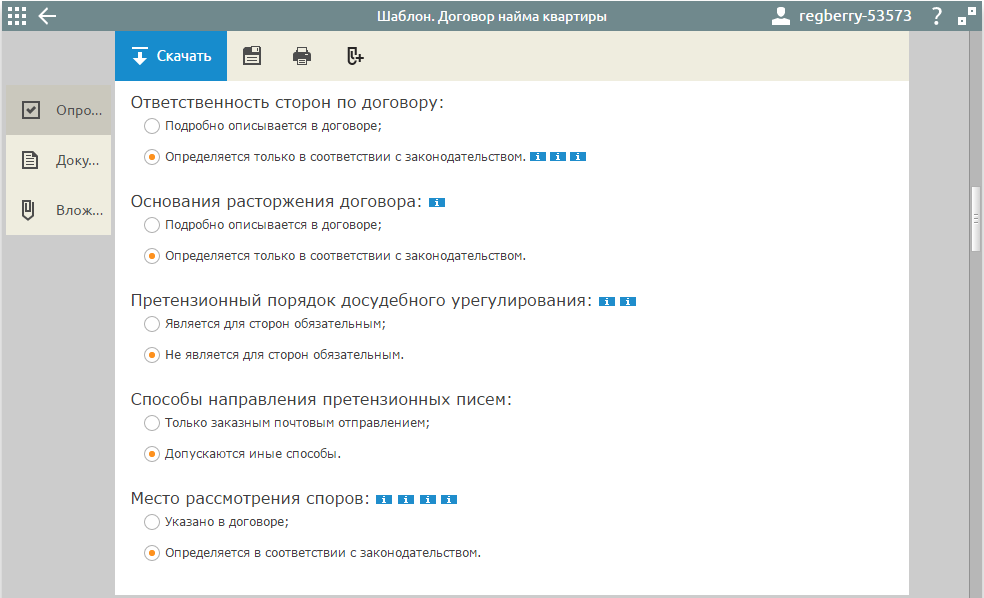 Шаблон. Договор найма квартиры
regberry-53573 ?
Скачать
Опро...
Доку...
Влож...
Ответственность сторон по договору:
Подробно описывается в договоре;
Определяется только в соответствии с законодательством. i i i
Основания расторжения договора: i
Подробно описывается в договоре;
Определяется только в соответствии с законодательством.
Претензионный порядок досудебного урегулирования: i i
Является для сторон обязательным;
Не является для сторон обязательным.
Способы направления претензионных писем:
Только заказным почтовым отправлением;
Допускаются иные способы.
Место рассмотрения споров: i i i i
Указано в договоре;
Определяется в соответствии с законодательством.